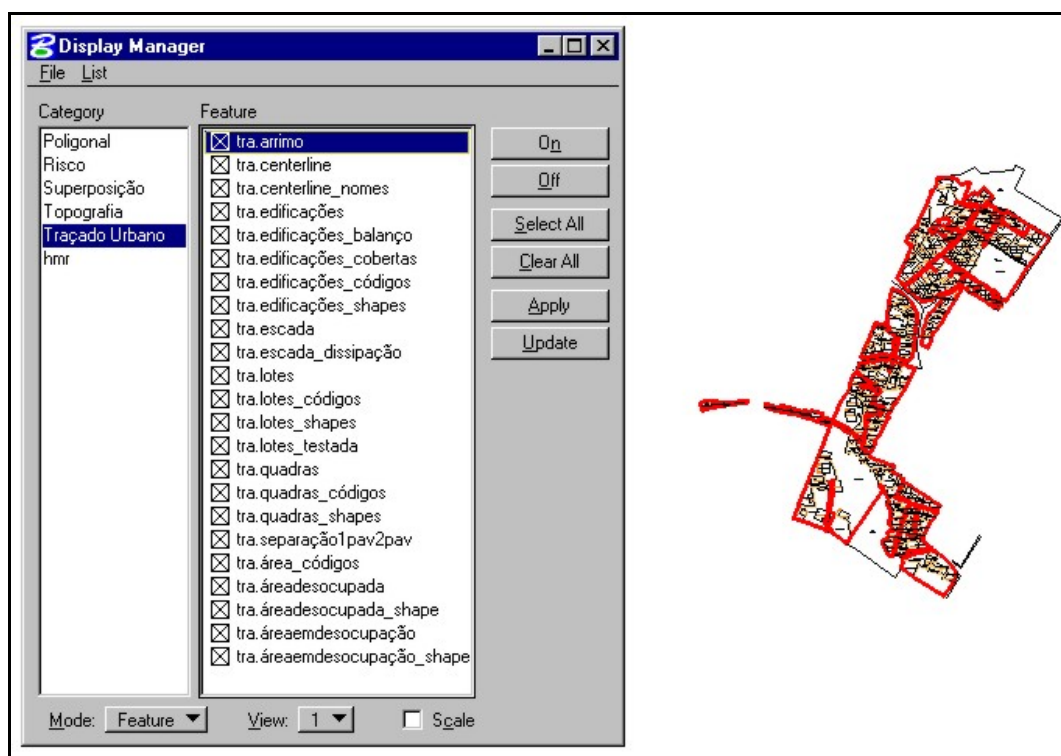 Display Manager
File List
Category
Feature
Poligonal
Risco
Superposição
Topografia
Traçado Urbano
hmr
tra.arrimo
tra.centerline
tra.centerline_nomes
tra.edificações
tra.edificações_balanço
tra.edificações_cobertas
tra.edificações_códigos
tra.edificações_shapes
tra.escada
tra.escada_dissipação
tra.lotes
tra.lotes_códigos
tra.lotes_shapes
tra.lotes_testada
tra.quadras
tra.quadras_códigos
tra.quadras_shapes
tra.separação1pav2pav
tra.área_códigos
tra.áreadesocupada
tra.áreadesocupada_shape
tra.áreaemdesocupação
tra.áreaemdesocupação_shape
On
Off
Select All
Clear All
Apply
Update
Mode: Feature View: 1 Scale